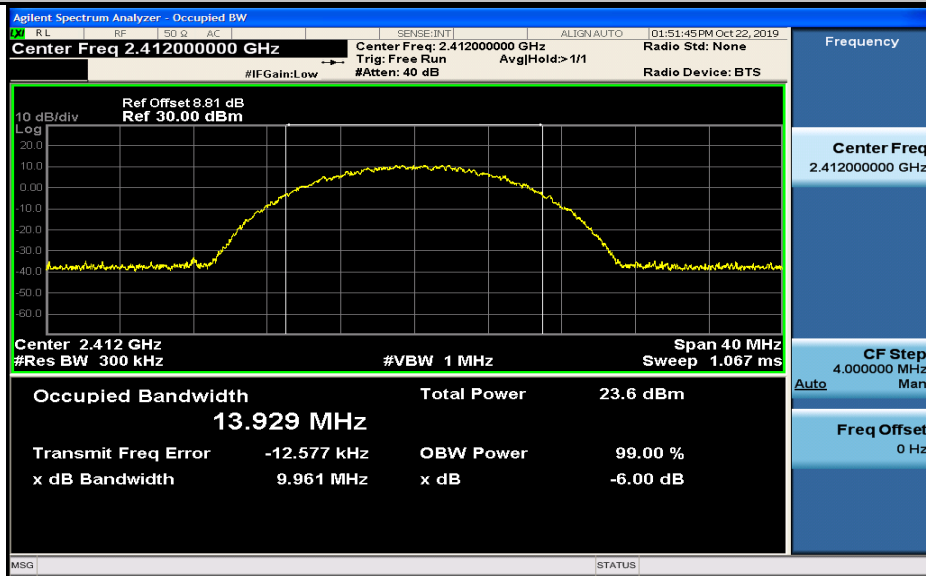 Agilent Spectrum Analyzer - Occupied BW
LXI RL RF 50 Ω AC SENSE:INT ALIGN AUTO 01:51:45 PM Oct 22, 2019
Center Freq 2.412000000 GHz
Center Freq: 2.412000000 GHz Radio Std: None
Trig: Free Run Avg|Hold:>1/1
#IFGain:Low #Atten: 40 dB Radio Device: BTS
Ref Offset 8.81 dB
10 dB/div Ref 30.00 dBm
Log
20.0
10.0
0.00
-10.0
-20.0
-30.0
-40.0
-50.0
-60.0
Center 2.412 GHz Span 40 MHz
#Res BW 300 kHz #VBW 1 MHz Sweep 1.067 ms
Occupied Bandwidth Total Power 23.6 dBm
13.929 MHz
Transmit Freq Error -12.577 kHz OBW Power 99.00 %
x dB Bandwidth 9.961 MHz x dB -6.00 dB
MSG STATUS
Frequency
Center Freq
2.412000000 GHz
CF Step
4.000000 MHz
Auto Man
Freq Offset
0 Hz